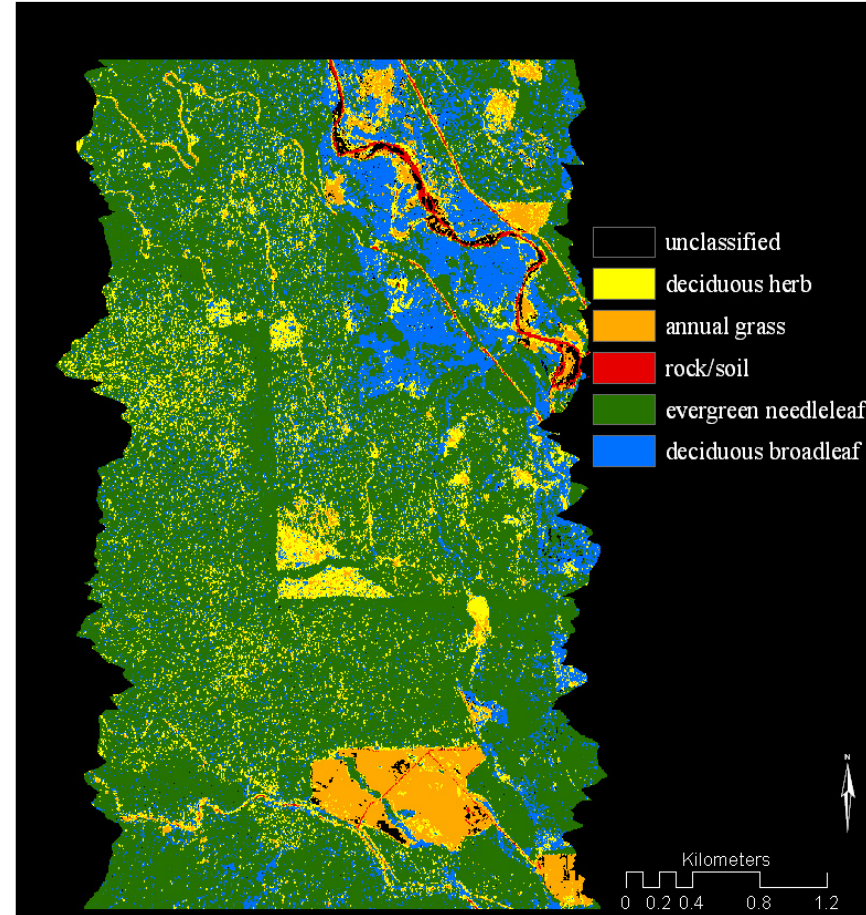 unclassified
deciduous herb
annual grass
rock/soil
evergreen needleleaf
deciduous broadleaf
N
Kilometers
0 0.2 0.4 0.8 1.2